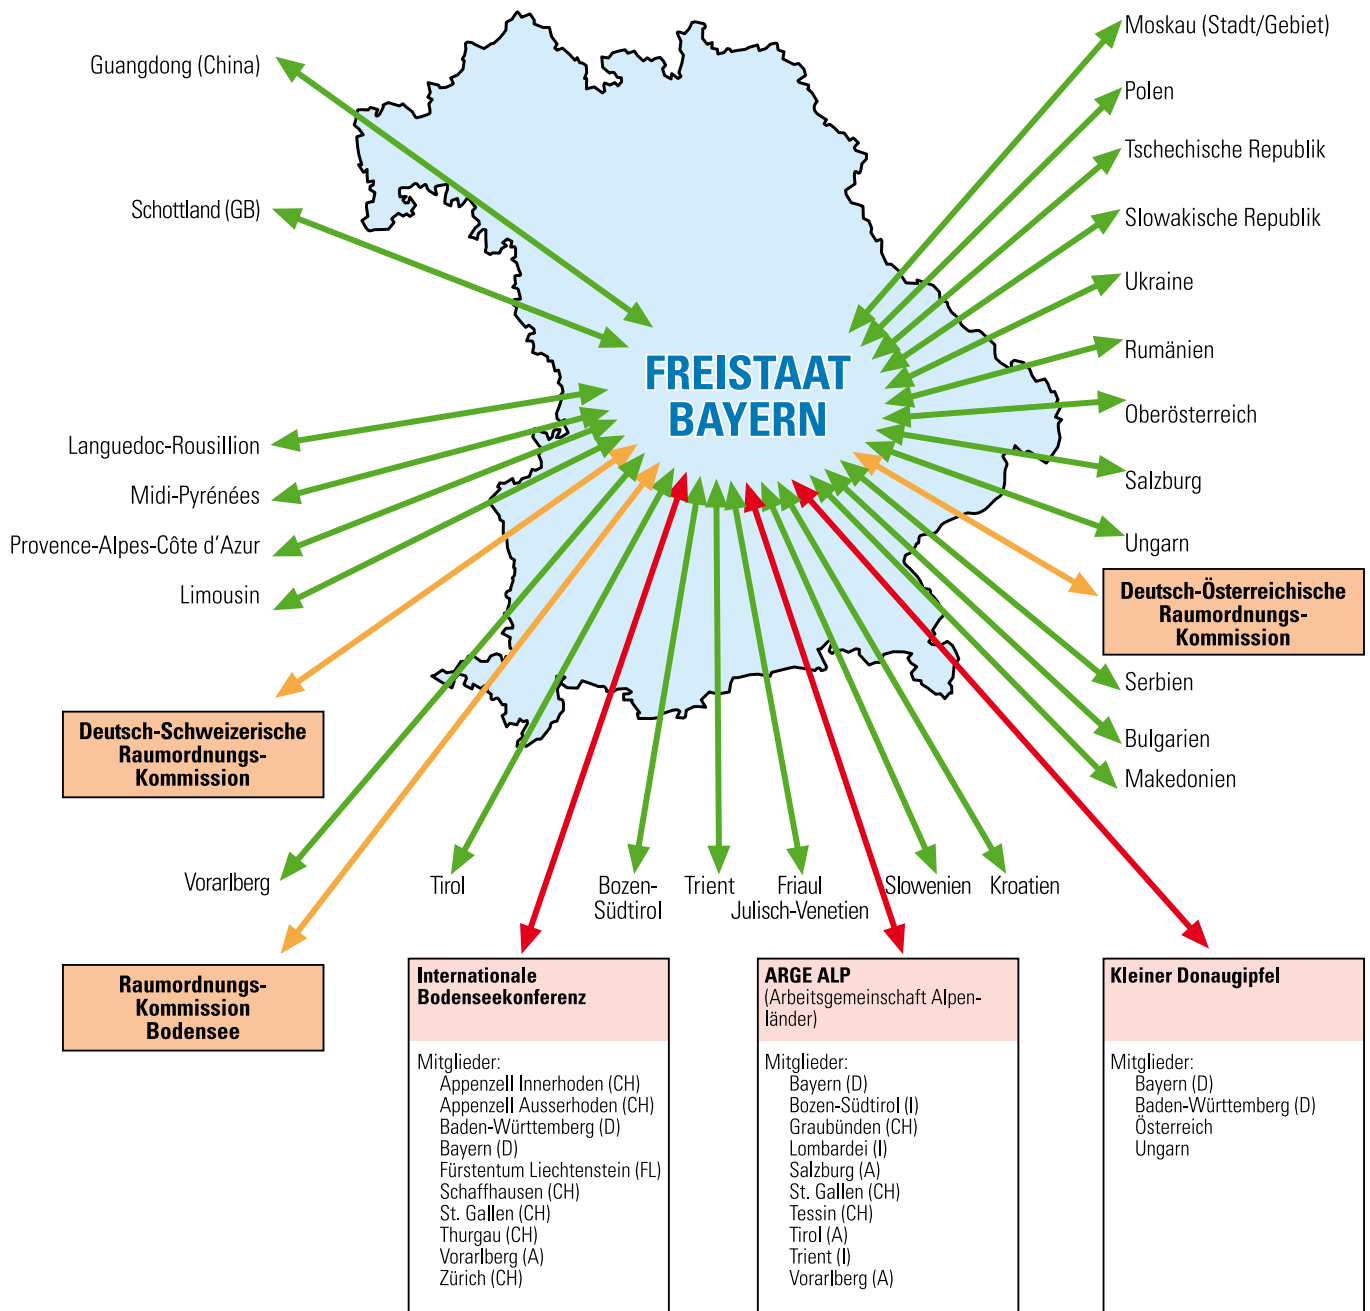 Guangdong (China)
Schottland (GB)
Languedoc-Rousillion
Midi-Pyrénées
Provence-Alpes-Côte d'Azur
Limousin
Deutsch-Schweizerische
Raumordnungs-
Kommission
Vorarlberg
Raumordnungs-
Kommission
Bodensee
FREISTAAT
BAYERN
Moskau (Stadt/Gebiet)
Polen
Tschechische Republik
Slowakische Republik
Ukraine
Rumänien
Oberösterreich
Salzburg
Ungarn
Deutsch-Österreichische
Raumordnungs-
Kommission
Serbien
Bulgarien
Makedonien
Tirol
Bozen-
Südtirol
Trient
Friaul
Julisch-Venetien
Slowenien
Kroatien
Internationale
Bodenseekonferenz
Mitglieder:
Appenzell Innerhoden (CH)
Appenzell Ausserhoden (CH)
Baden-Württemberg (D)
Bayern (D)
Fürstentum Liechtenstein (FL)
Schaffhausen (CH)
St. Gallen (CH)
Thurgau (CH)
Vorarlberg (A)
Zürich (CH)
ARGE ALP
(Arbeitsgemeinschaft Alpen-
länder)
Mitglieder:
Bayern (D)
Bozen-Südtirol (I)
Graubünden (CH)
Lombardei (I)
Salzburg (A)
St. Gallen (CH)
Tessin (CH)
Tirol (A)
Trient (I)
Vorarlberg (A)
Kleiner Donaugipfel
Mitglieder:
Bayern (D)
Baden-Württemberg (D)
Österreich
Ungarn